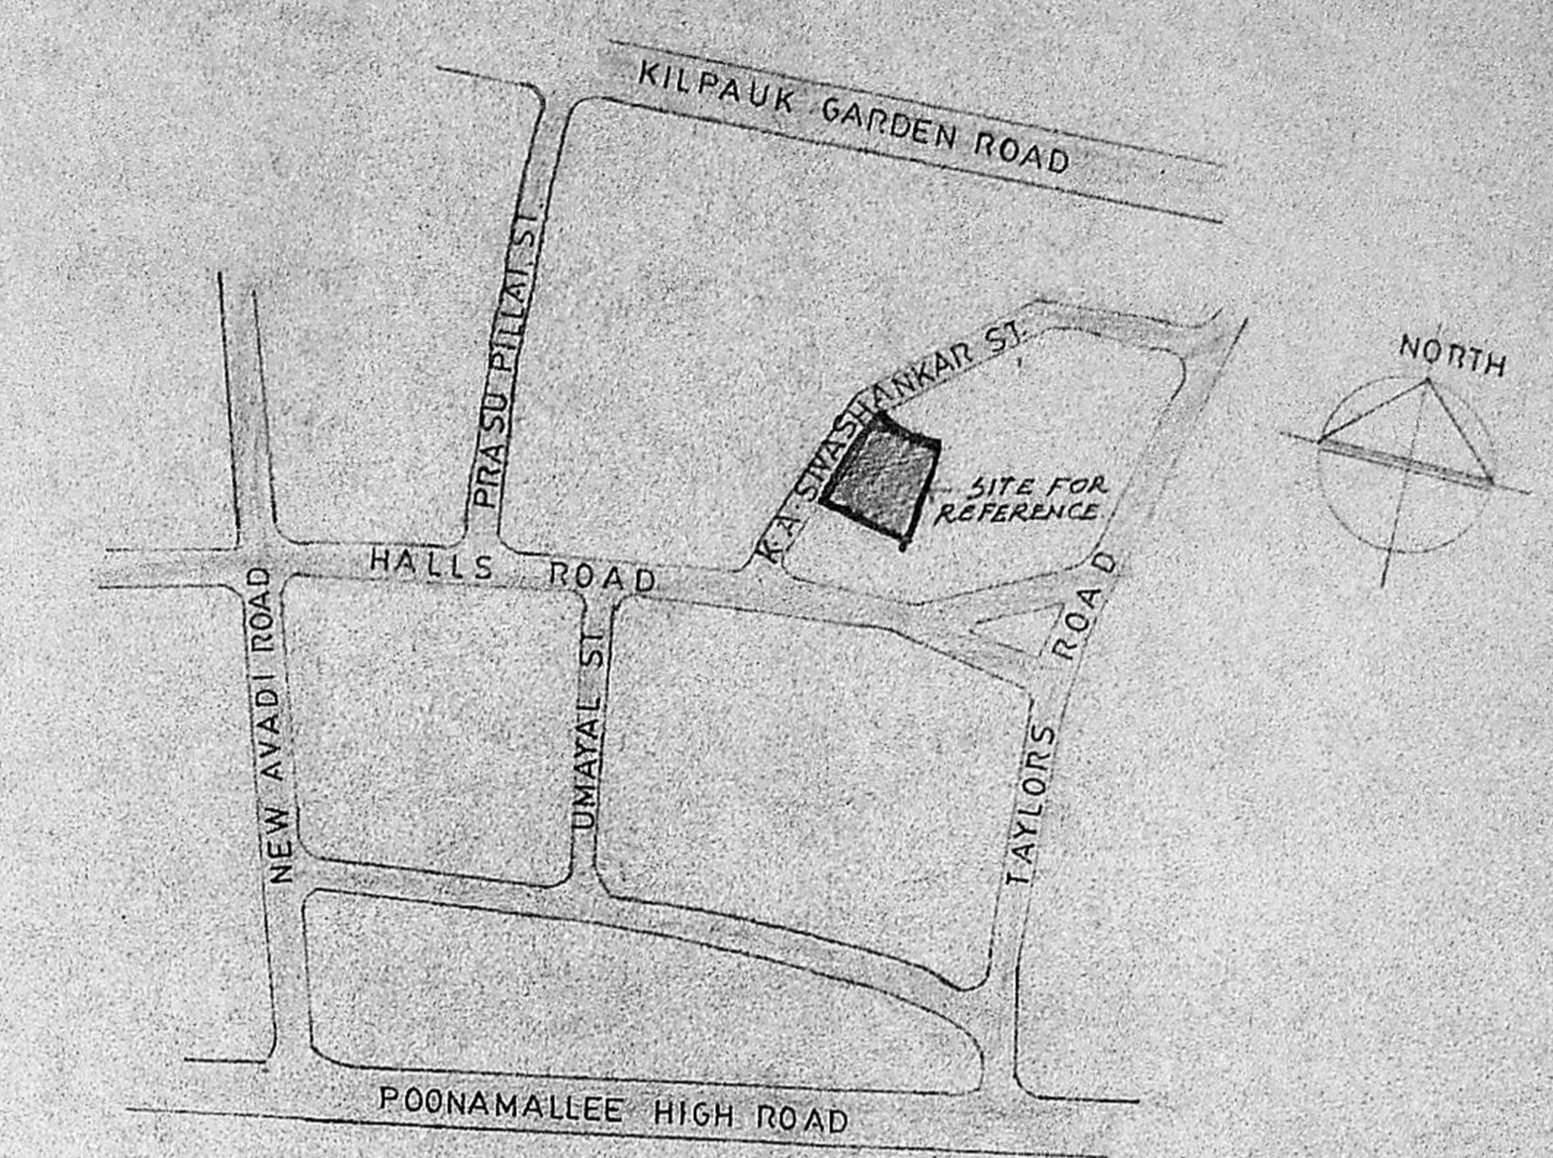 KILPAUK GARDEN ROAD
PRASU PILLAI ST.
K.A. SIVASHANKAR ST.
NORTH
SITE FOR
REFERENCE
HALLS ROAD
NEW AVADI ROAD
UMAYAL ST
TAYLORS ROAD
POONAMALLEE HIGH ROAD